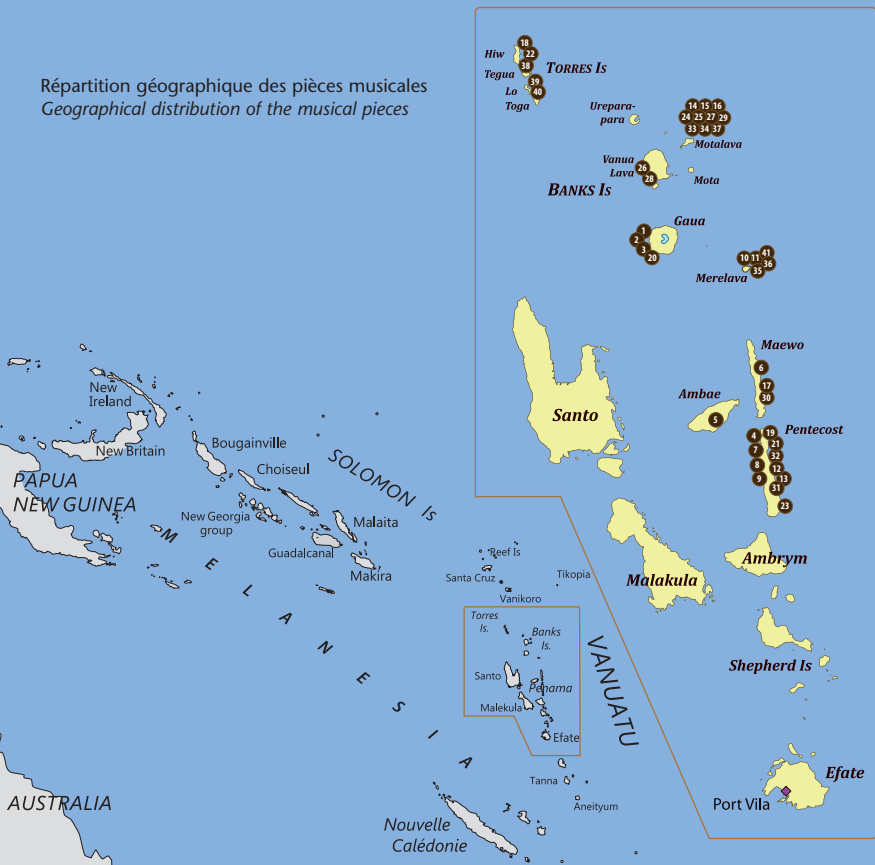 Répartition géographique des pièces musicales
Geographical distribution of the musical pieces
18
Hiw
22
38
TORRES IS
Tegua
39
Lo
40
Toga
Urepara-
para
14 15 16
24 25 27 29
33 34 37
Motalava
Vanua
Lava
26
28
Mota
BANKS IS
Gaua
1
2
3
20
10 11 41
36
35
Merelava
Maewo
6
17
30
Ambae
5
Santo
Pentecost
4 19
21
7
32
8
12
9
13
31
23
Ambrym
Malakula
Shepherd Is
Efate
Port Vila
New
Ireland
New Britain
Bougainville
Choiseul
SOLOMON Is
PAPUA
NEW GUINEA
New Georgia
group
Malaita
Guadalcanal
Makira
MELANESIA
Reef Is
Santa Cruz
Tikopia
Vanikoro
Torres
Is.
Banks
Is.
Santo
Penama
Malekula
Efate
VANUATU
Tanna
Aneityum
AUSTRALIA
Nouvelle
Calédonie